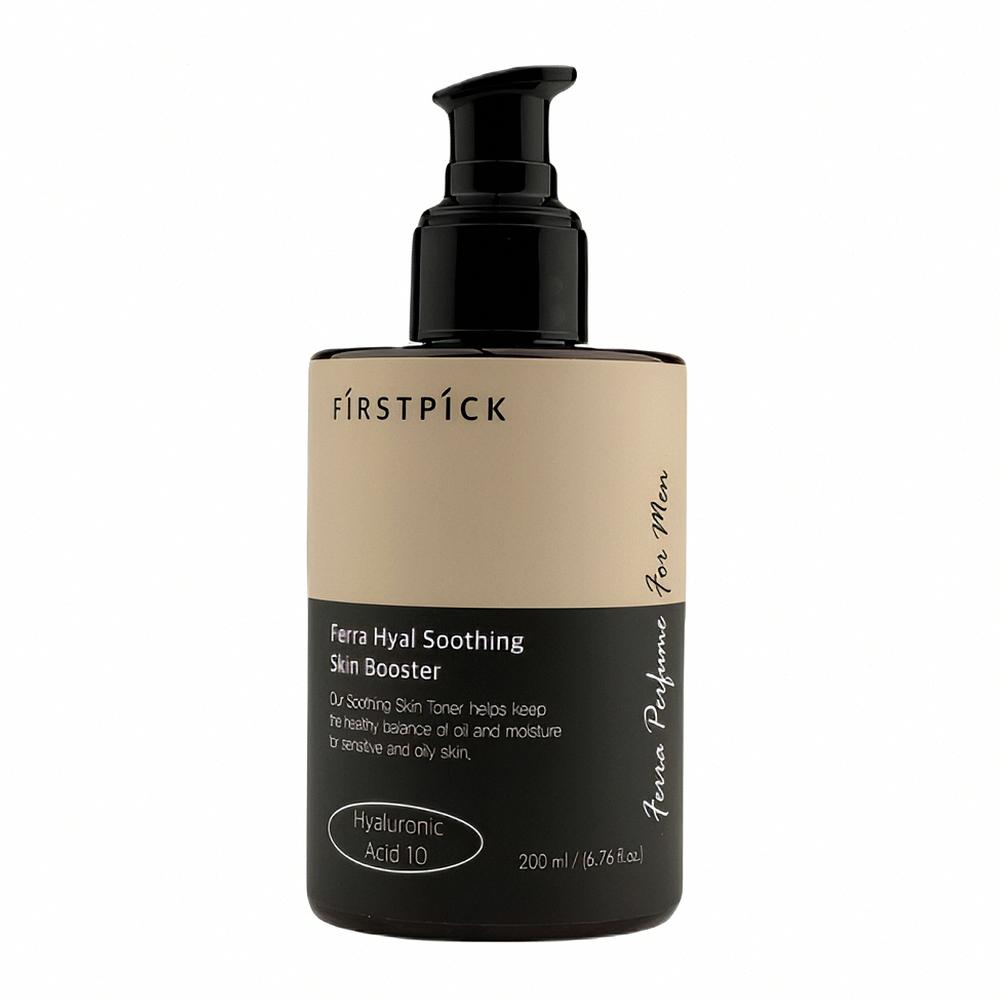 FÍRSTPÍCK
Ferra Hyal Soothing
Skin Booster
Our Soothing Skin Toner helps keep
the healthy balance of oil and moisture
for sensitive and oily skin.
Hyaluronic
Acid 10
200 ml / (6.76 fl.oz.)
Ferra Perfume For Men